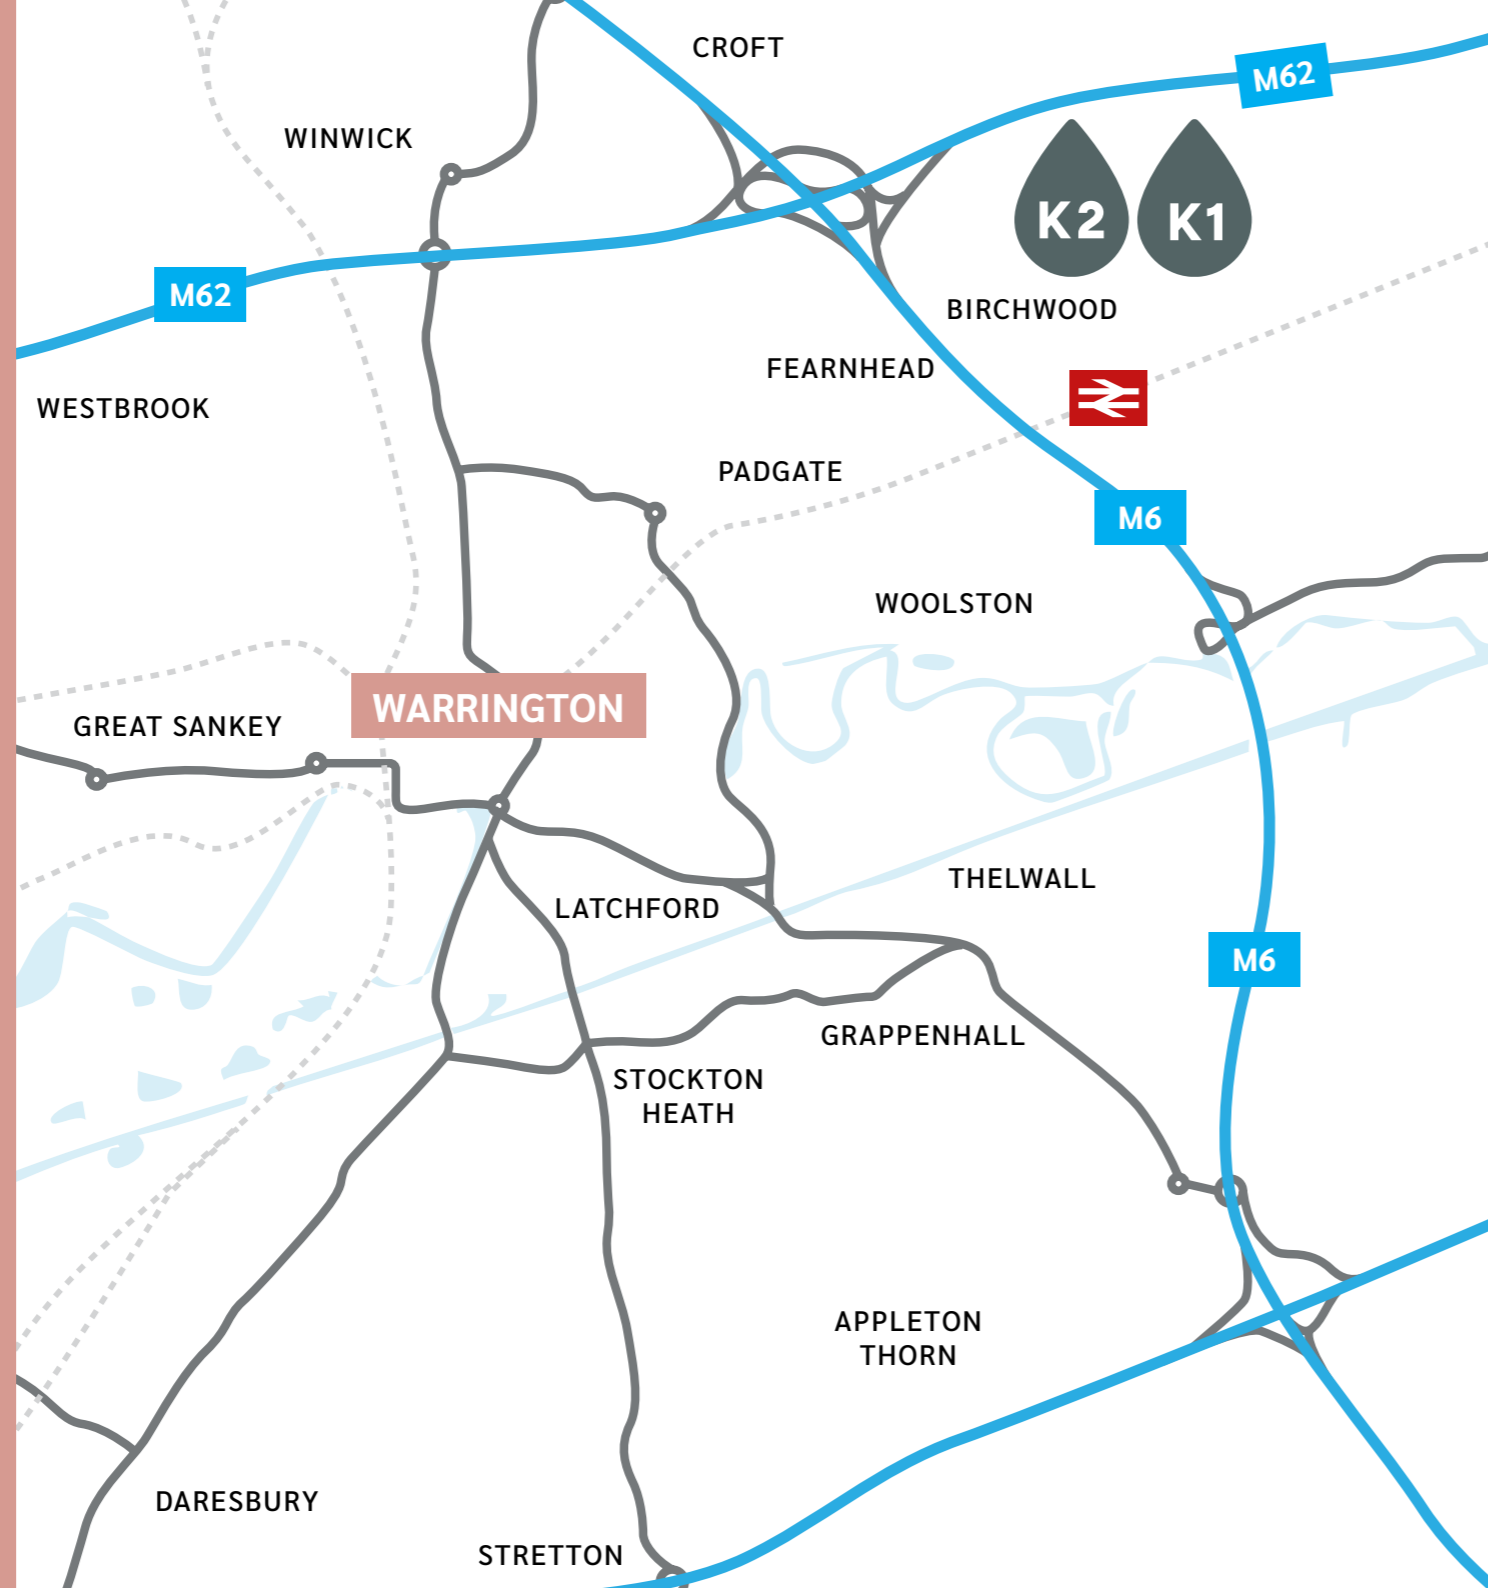 CROFT
M62
WINWICK
K2
K1
M62
BIRCHWOOD
FEARNHEAD
WESTBROOK
PADGATE
M6
WOOLSTON
WARRINGTON
GREAT SANKEY
THELWALL
LATCHFORD
M6
GRAPPENHALL
STOCKTON
HEATH
APPLETON
THORN
DARESBURY
STRETTON